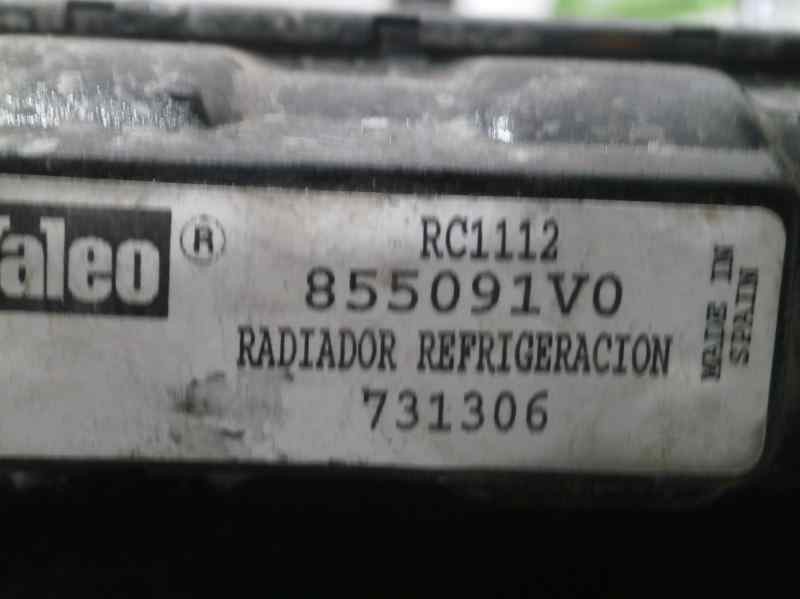 Valeo ®
RC1112
855091V0
RADIADOR REFRIGERACION
731306
MADE IN
SPAIN